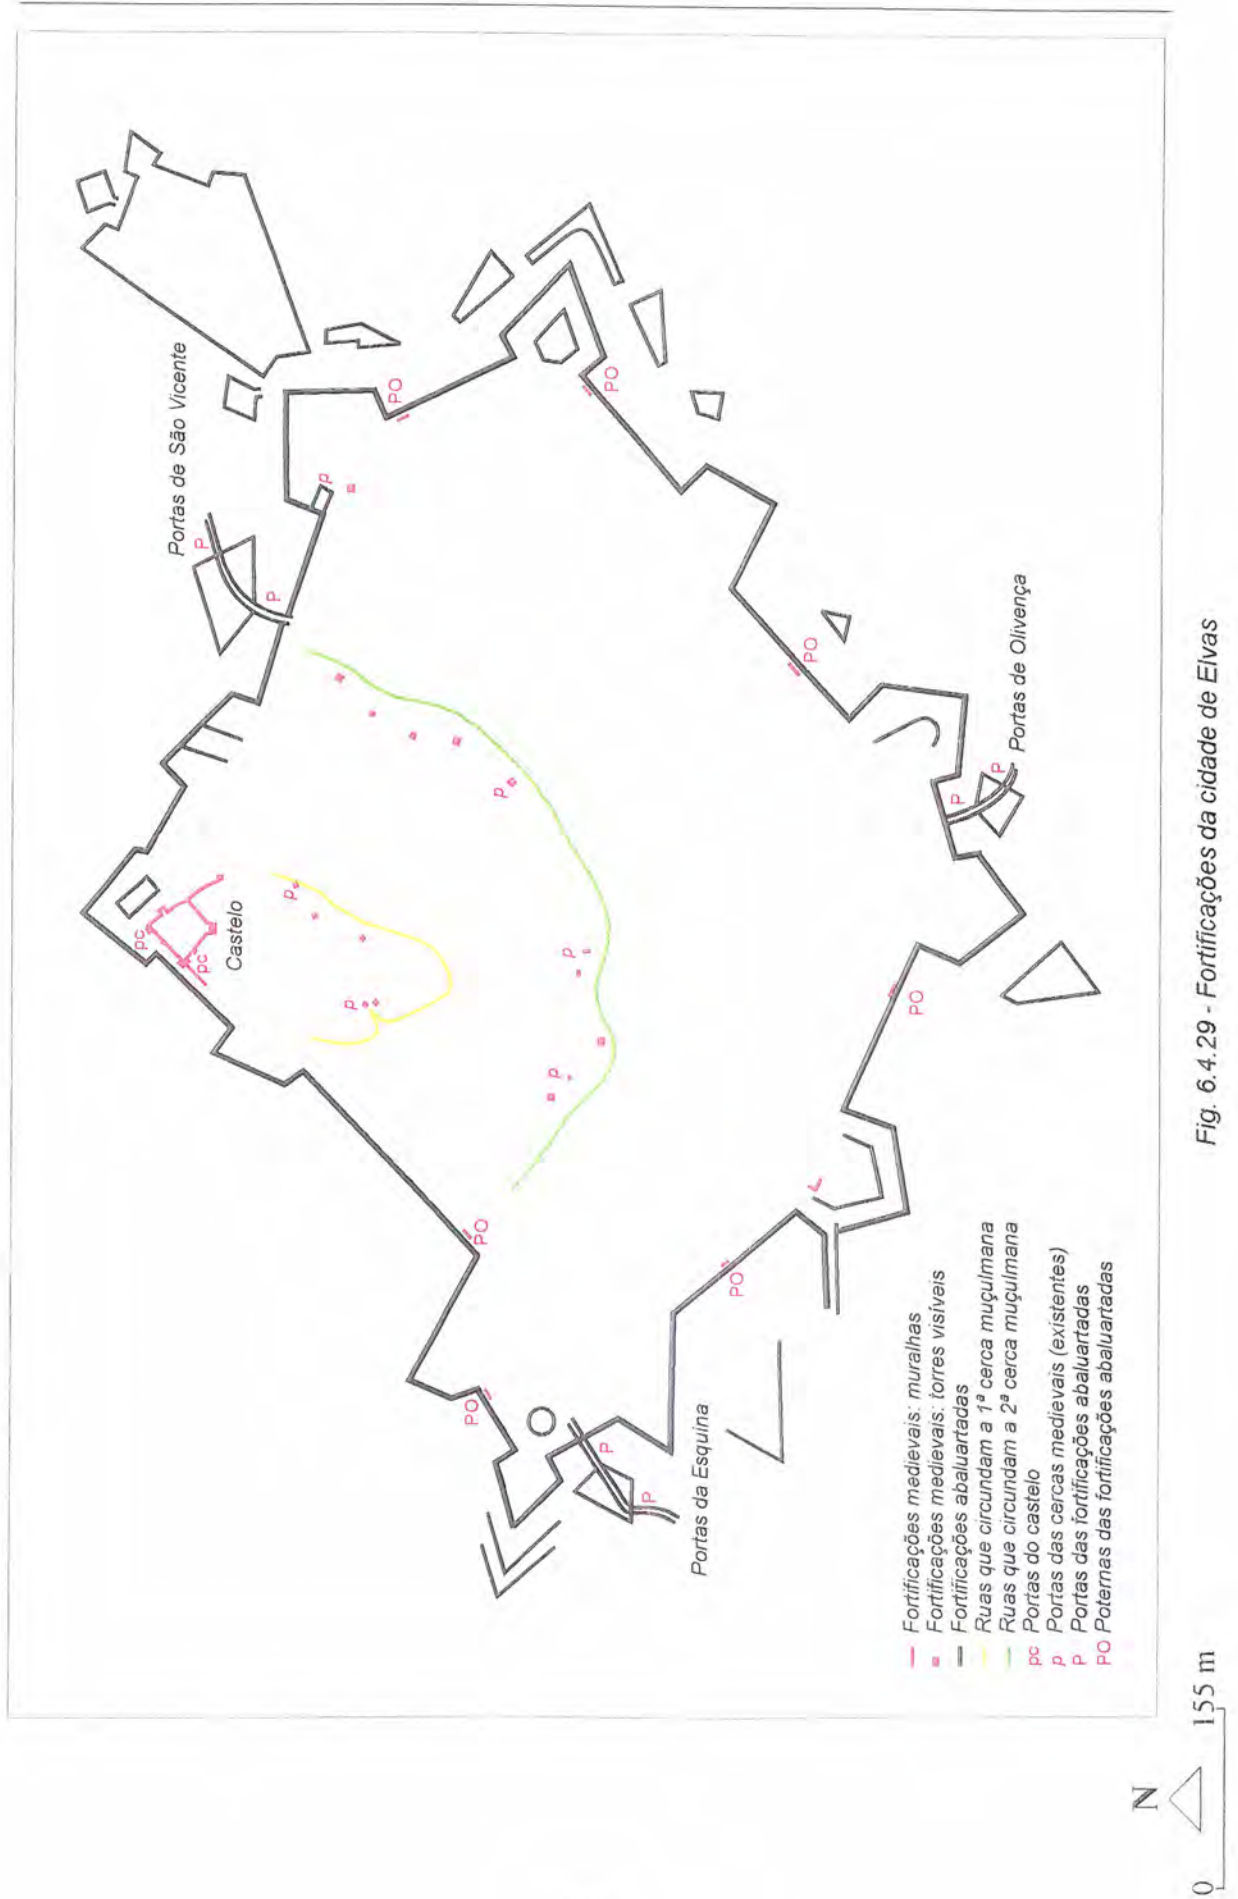 Portas de São Vicente
P
P
p
PO
PO
pc
pc
Castelo
p
p
p
p
p
PO
PO
PO
PO
PO
P
P
Portas de Olivença
P
P
Portas da Esquina
Fortificações medievais: muralhas
Fortificações medievais: torres visíveis
Fortificações abaluartadas
Ruas que circundam a 1ª cerca muçulmana
Ruas que circundam a 2ª cerca muçulmana
pc Portas do castelo
p Portas das cercas medievais (existentes)
P Portas das fortificações abaluartadas
PO Poternas das fortificações abaluartadas
Fig. 6.4.29 - Fortificações da cidade de Elvas
N
0 155 m